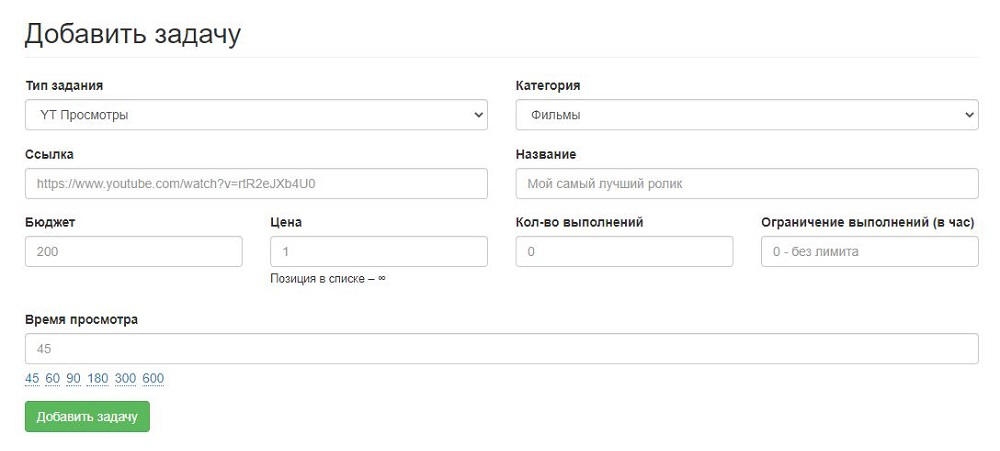 Добавить задачу
Тип задания Категория
YT Просмотры Фильмы
Ссылка Название
https://www.youtube.com/watch?v=rtR2eJXb4U0 Мой самый лучший ролик
Бюджет Цена Кол-во выполнений Ограничение выполнений (в час)
200 1 0 0 - без лимита
Позиция в списке – ∞
Время просмотра
45
45 60 90 180 300 600
Добавить задачу